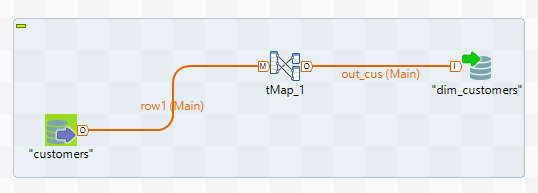 M
O
I
out_cus (Main)
tMap_1
"dim_customers"
row1 (Main)
O
"customers"